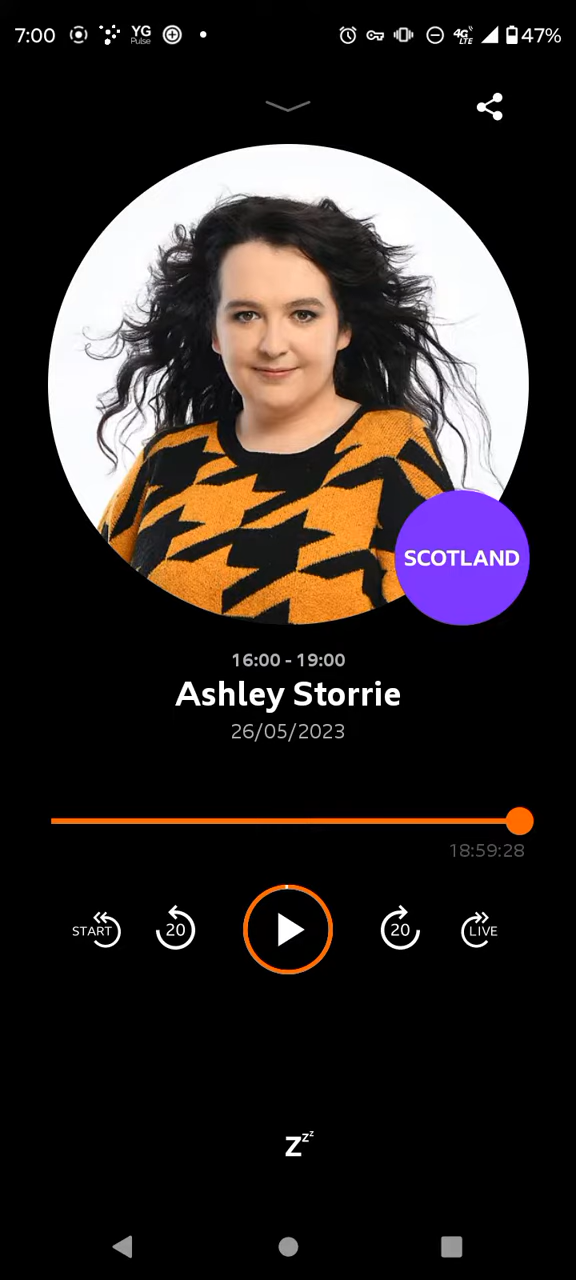 7:00 YG 4G 47%
Pulse LTE
SCOTLAND
16:00 - 19:00
Ashley Storrie
26/05/2023
18:59:28
START 20 20 LIVE
Zzz